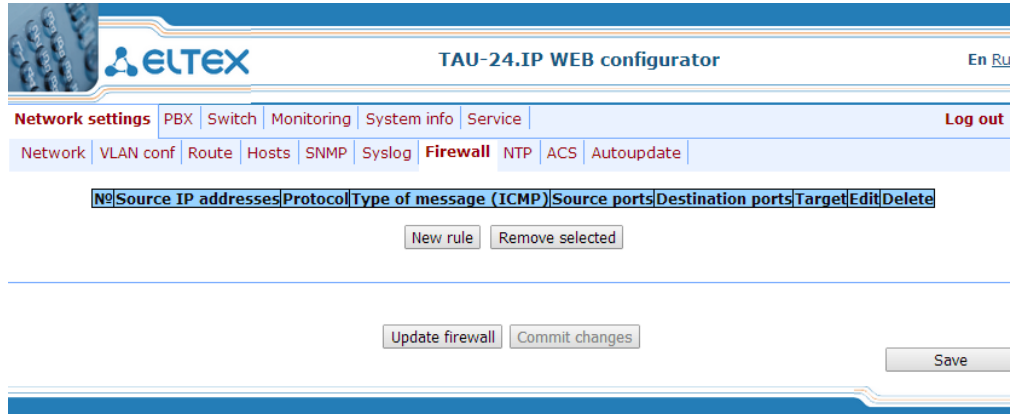 ELTEX
TAU-24.IP WEB configurator
En Ru
Network settings PBX Switch Monitoring System info Service Log out
Network VLAN conf Route Hosts SNMP Syslog Firewall NTP ACS Autoupdate
№ Source IP addresses Protocol Type of message (ICMP) Source ports Destination ports Target Edit Delete
New rule Remove selected
Update firewall Commit changes
Save